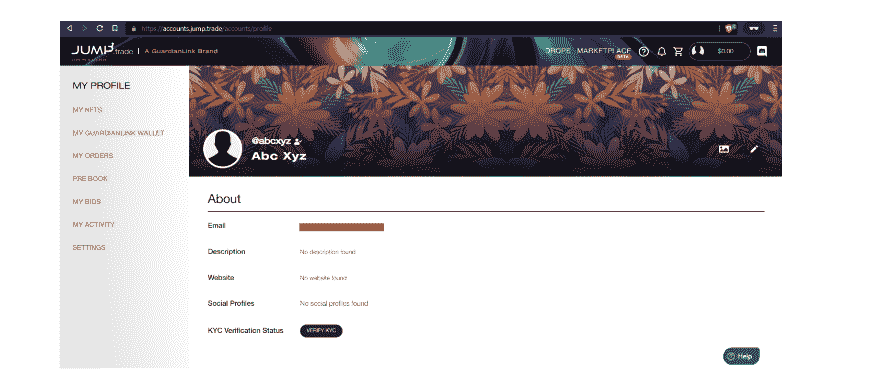 https://accounts.jump.trade/accounts/profile
JUMP.trade | A GuardianLink Brand
DROPS MARKETPLACE $0.00
BETA
MY PROFILE
MY NFTS
MY GUARDIANLINK WALLET
MY ORDERS
PRE BOOK
MY BIDS
MY ACTIVITY
SETTINGS
@abcxyz
Abc Xyz
About
Email
Description No description found
Website No website found
Social Profiles No social profiles found
KYC Verification Status VERIFY KYC
Help